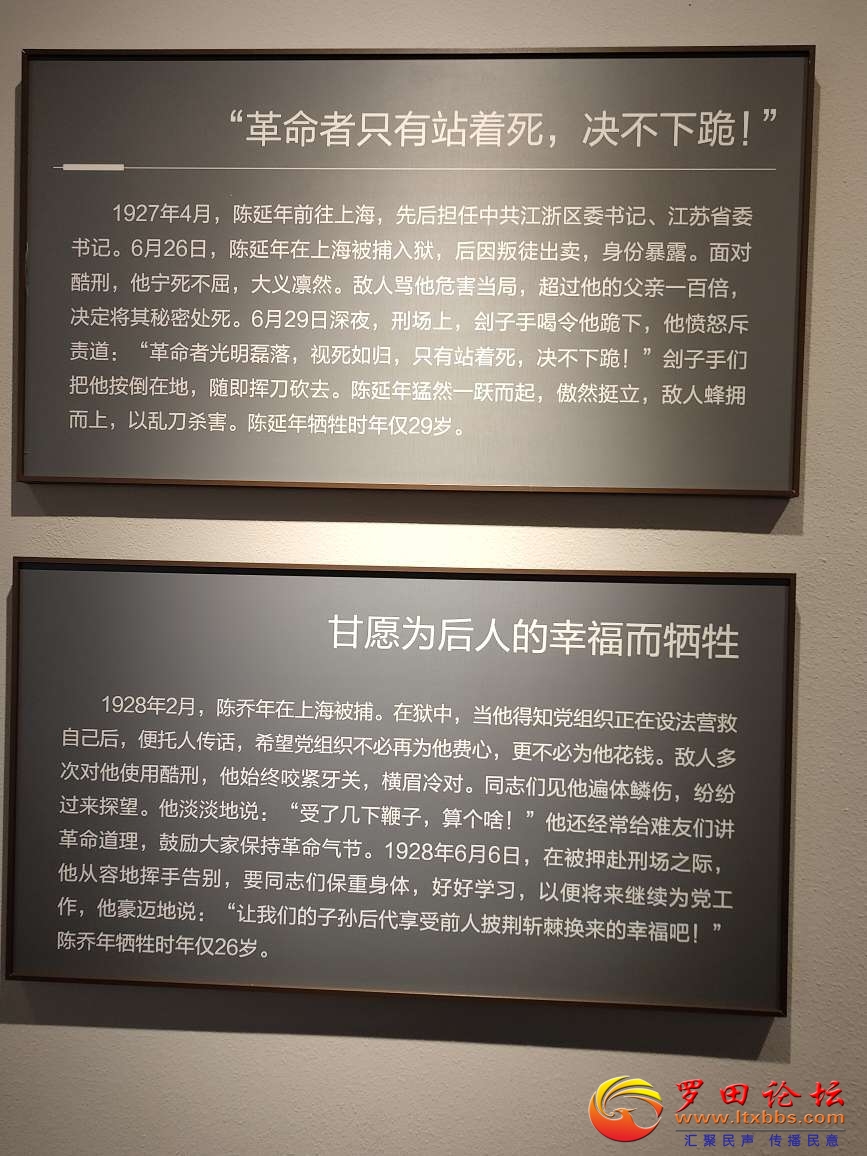 “革命者只有站着死，决不下跪！”
1927年4月，陈延年前往上海，先后担任中共江浙区委书记、江苏省委
书记。6月26日，陈延年在上海被捕入狱，后因叛徒出卖，身份暴露。面对
酷刑，他宁死不屈，大义凛然。敌人骂他危害当局，超过他的父亲一百倍，
决定将其秘密处死。6月29日深夜，刑场上，刽子手喝令他跪下，他愤怒斥
责道：“革命者光明磊落，视死如归，只有站着死，决不下跪！”刽子手们
把他按倒在地，随即挥刀砍去。陈延年猛然一跃而起，傲然挺立，敌人蜂拥
而上，以乱刀杀害。陈延年牺牲时年仅29岁。
甘愿为后人的幸福而牺牲
1928年2月，陈乔年在上海被捕。在狱中，当他得知党组织正在设法营救
自己后，便托人传话，希望党组织不必再为他费心，更不必为他花钱。敌人多
次对他使用酷刑，他始终咬紧牙关，横眉冷对。同志们见他遍体鳞伤，纷纷
过来探望。他淡淡地说：“受了几下鞭子，算个啥！”他还经常给难友们讲
革命道理，鼓励大家保持革命气节。1928年6月6日，在被押赴刑场之际，
他从容地挥手告别，要同志们保重身体，好好学习，以便将来继续为党工
作，他豪迈地说：“让我们的子孙后代享受前人披荆斩棘换来的幸福吧！”
陈乔年牺牲时年仅26岁。
罗田论坛
www.ltxbbs.com
汇聚民声 传播民意